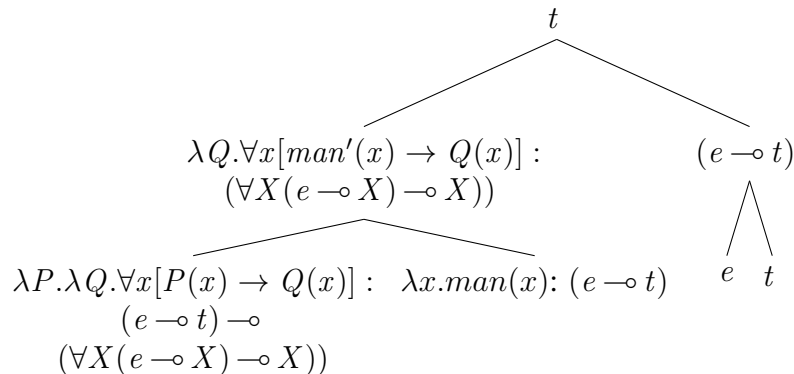 t
λQ.∀x[man′(x) → Q(x)] :
(∀X(e ⊸ X) ⊸ X))
(e ⊸ t)
λP.λQ.∀x[P(x) → Q(x)] :
(e ⊸ t) ⊸
(∀X(e ⊸ X) ⊸ X))
λx.man(x): (e ⊸ t)
e
t